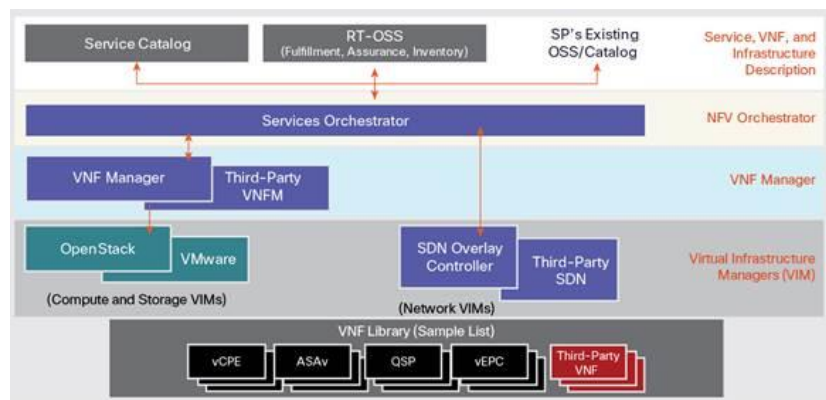 Service Catalog
RT-OSS
(Fulfillment, Assurance, Inventory)
SP's Existing
OSS/Catalog
Service, VNF, and
Infrastructure
Description
Services Orchestrator
NFV Orchestrator
VNF Manager
Third-Party
VNFM
VNF Manager
OpenStack
VMware
(Compute and Storage VIMs)
SDN Overlay
Controller
Third-Party
SDN
(Network VIMs)
Virtual Infrastructure
Managers (VIM)
VNF Library (Sample List)
vCPE
ASAv
QSP
vEPC
Third-Party
VNF